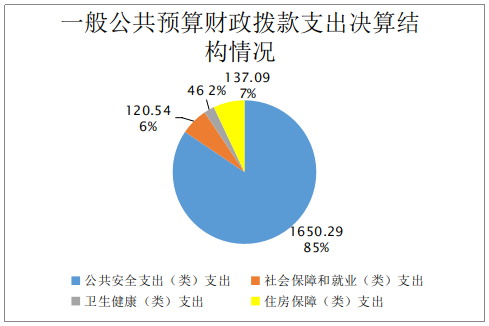 一般公共预算财政拨款支出决算结
构情况
137.09
7%
46 2%
120.54
6%
1650.29
85%
公共安全支出（类）支出
社会保障和就业（类）支出
卫生健康（类）支出
住房保障（类）支出